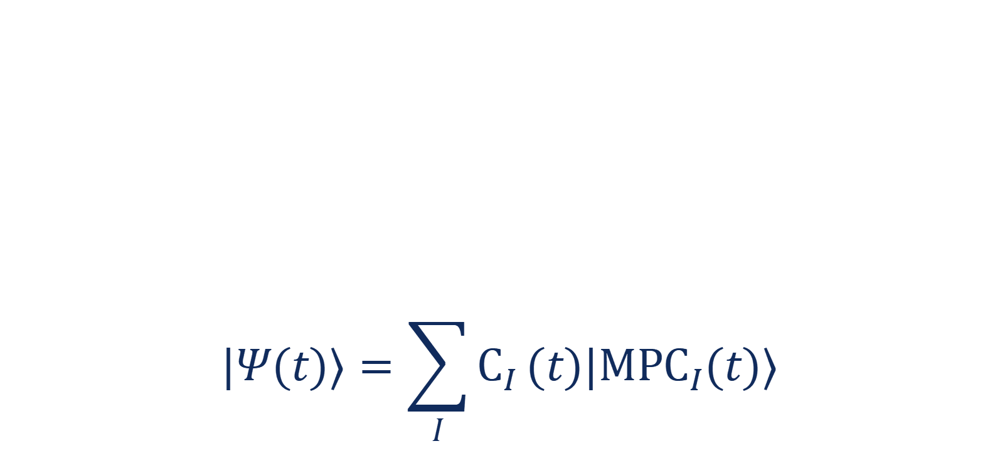 |Ψ(t)⟩ = ∑_I C_I (t)|MPC_I(t)⟩